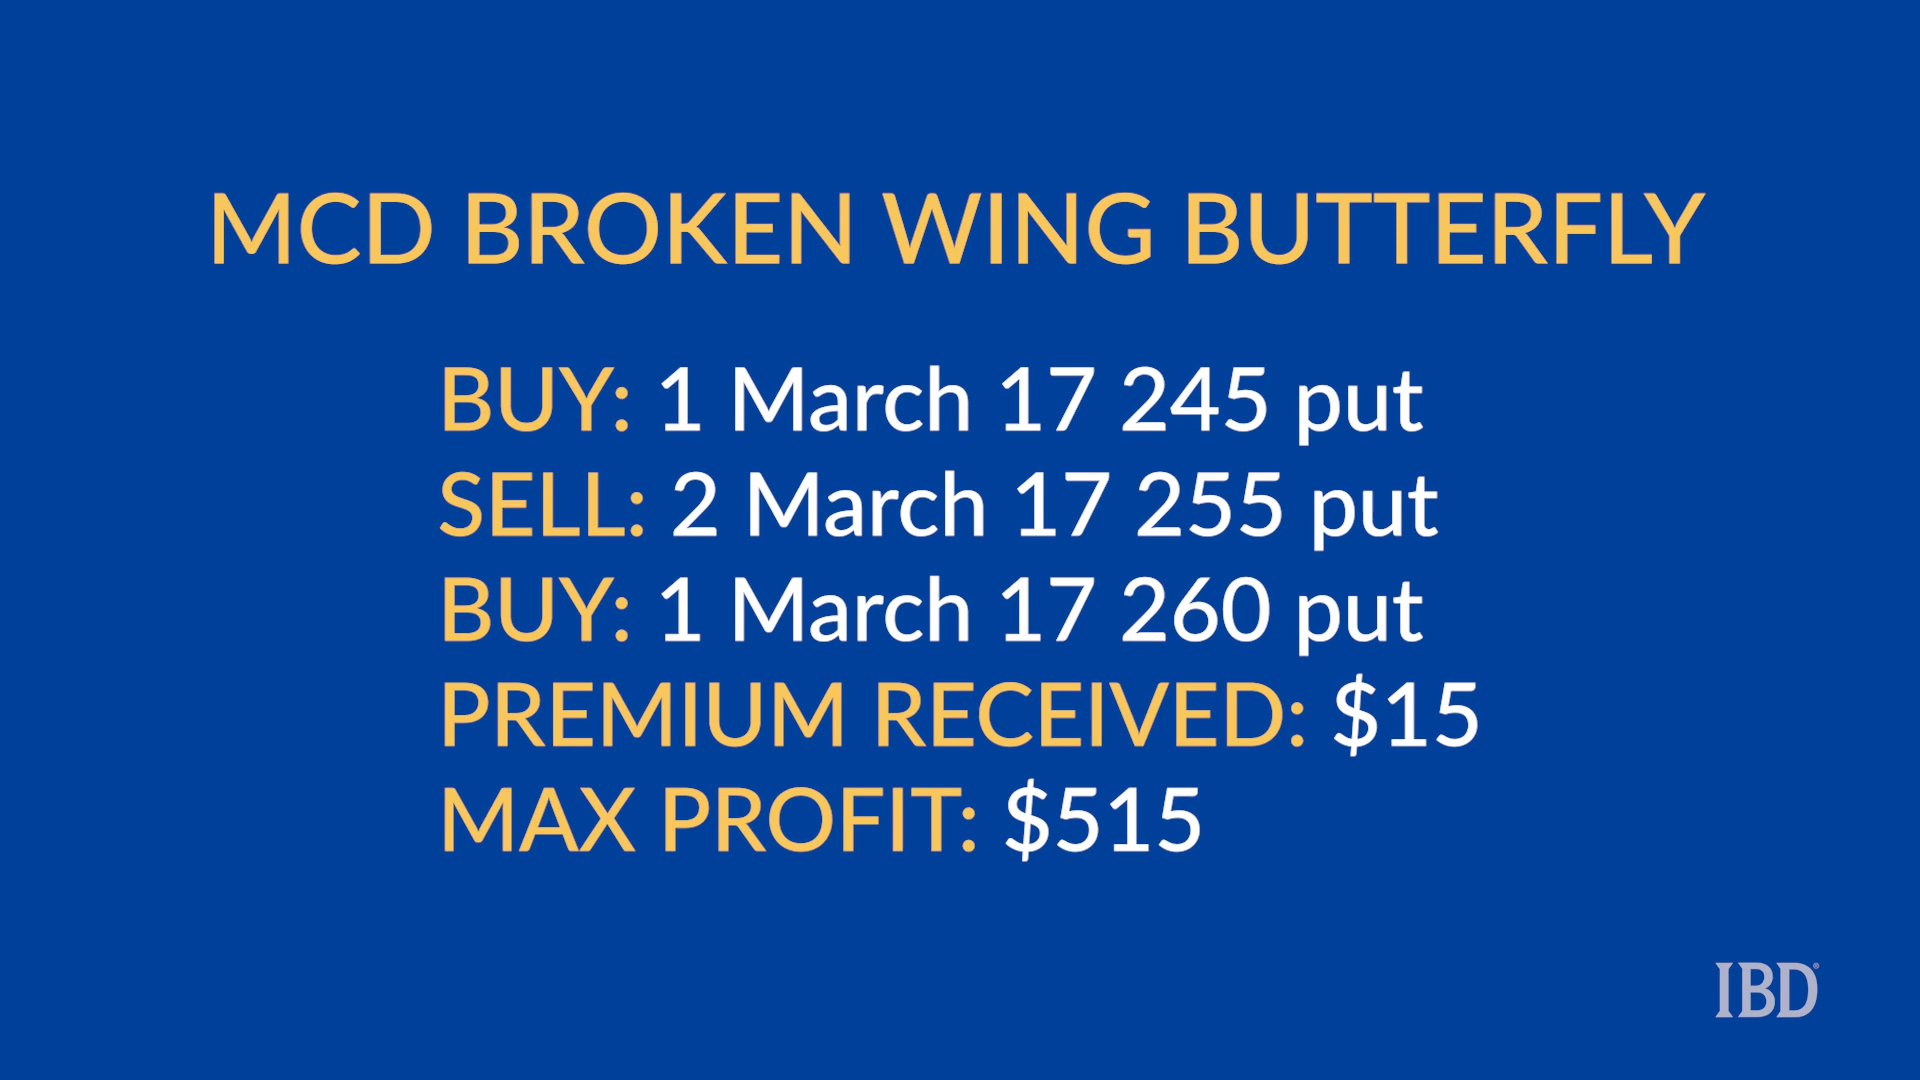 MCD BROKEN WING BUTTERFLY
BUY: 1 March 17 245 put
SELL: 2 March 17 255 put
BUY: 1 March 17 260 put
PREMIUM RECEIVED: $15
MAX PROFIT: $515
IBD®